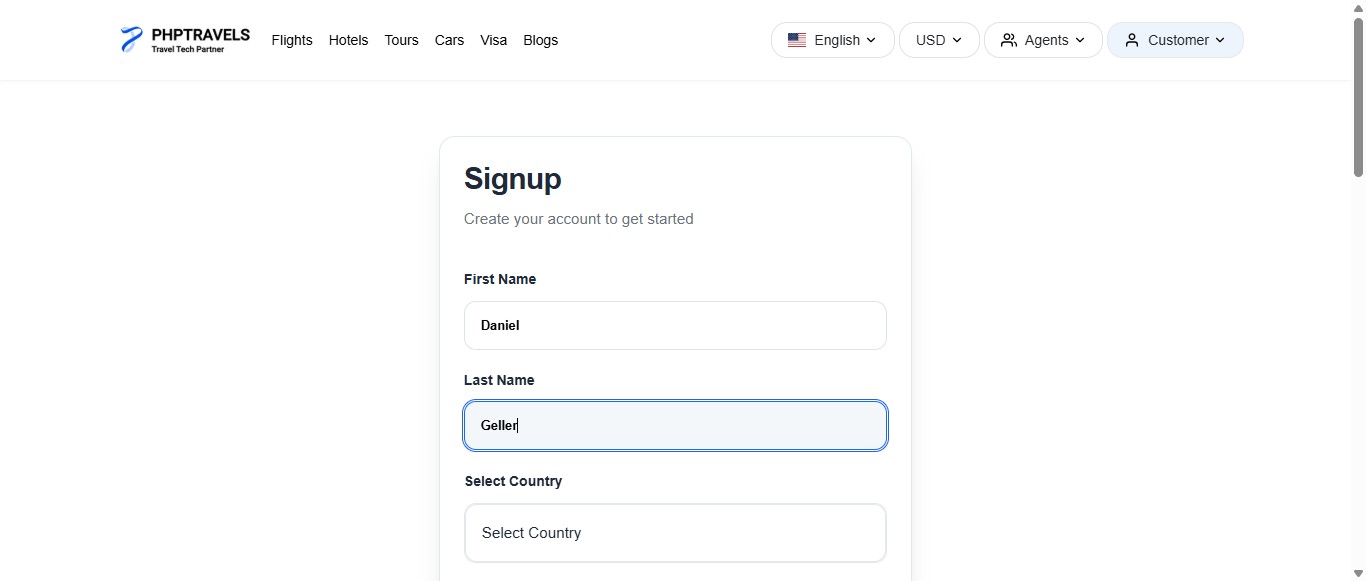 PHPTRAVELS
Travel Tech Partner
Flights Hotels Tours Cars Visa Blogs
English USD Agents Customer
Signup
Create your account to get started
First Name
Daniel
Last Name
Geller
Select Country
Select Country